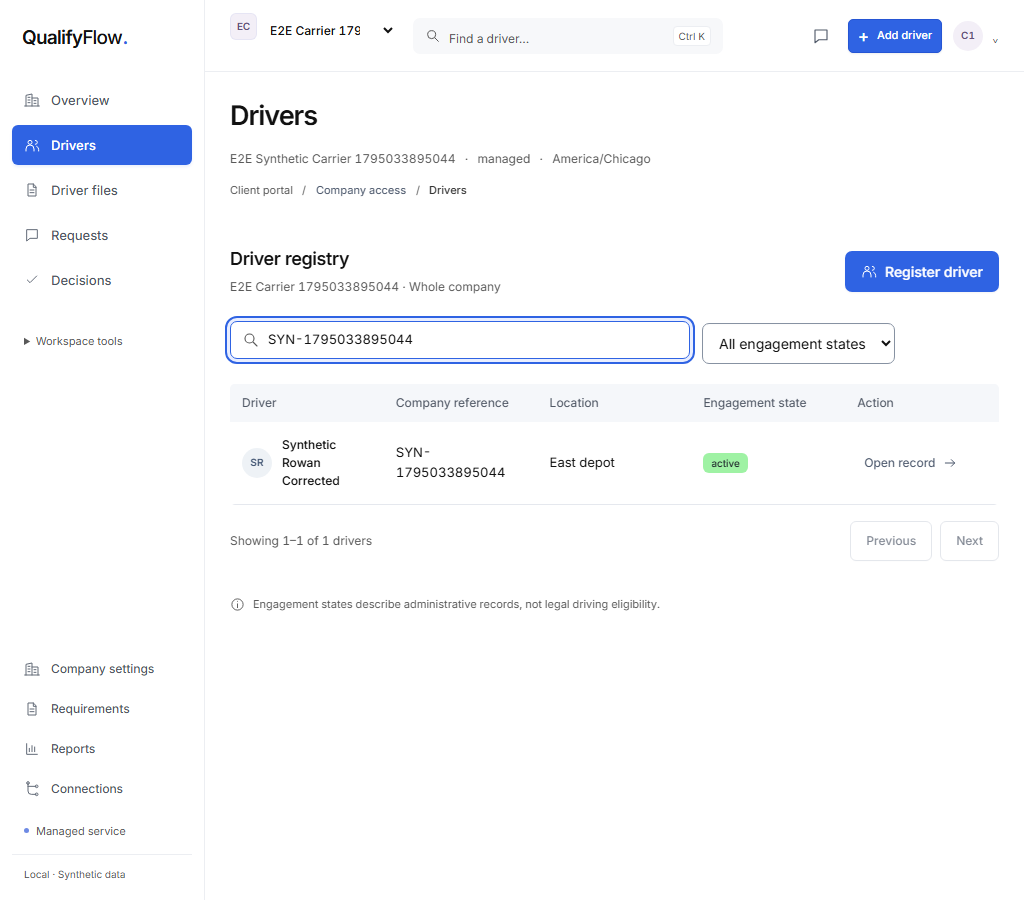 QualifyFlow.
EC
E2E Carrier 179
Find a driver...
Ctrl K
+ Add driver
C1
Overview
Drivers
Driver files
Requests
Decisions
Workspace tools
Company settings
Requirements
Reports
Connections
Managed service
Local · Synthetic data
Drivers
E2E Synthetic Carrier 1795033895044 · managed · America/Chicago
Client portal / Company access / Drivers
Driver registry
E2E Carrier 1795033895044 · Whole company
Register driver
SYN-1795033895044
All engagement states
Driver Company reference Location Engagement state Action
SR
Synthetic
Rowan
Corrected
SYN-
1795033895044
East depot
active
Open record →
Showing 1–1 of 1 drivers
Previous
Next
Engagement states describe administrative records, not legal driving eligibility.